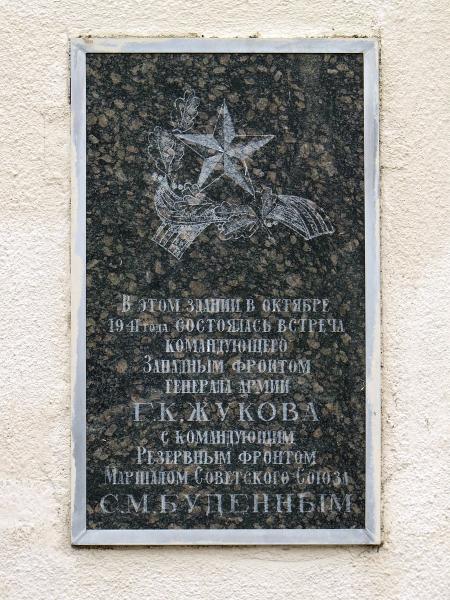 В этом здании в октябре
1941 года состоялась встреча
командующего
Западным фронтом
генерала армии
Г.К. ЖУКОВА
с командующим
Резервным фронтом
Маршалом Советского Союза
С.М. БУДЕННЫМ